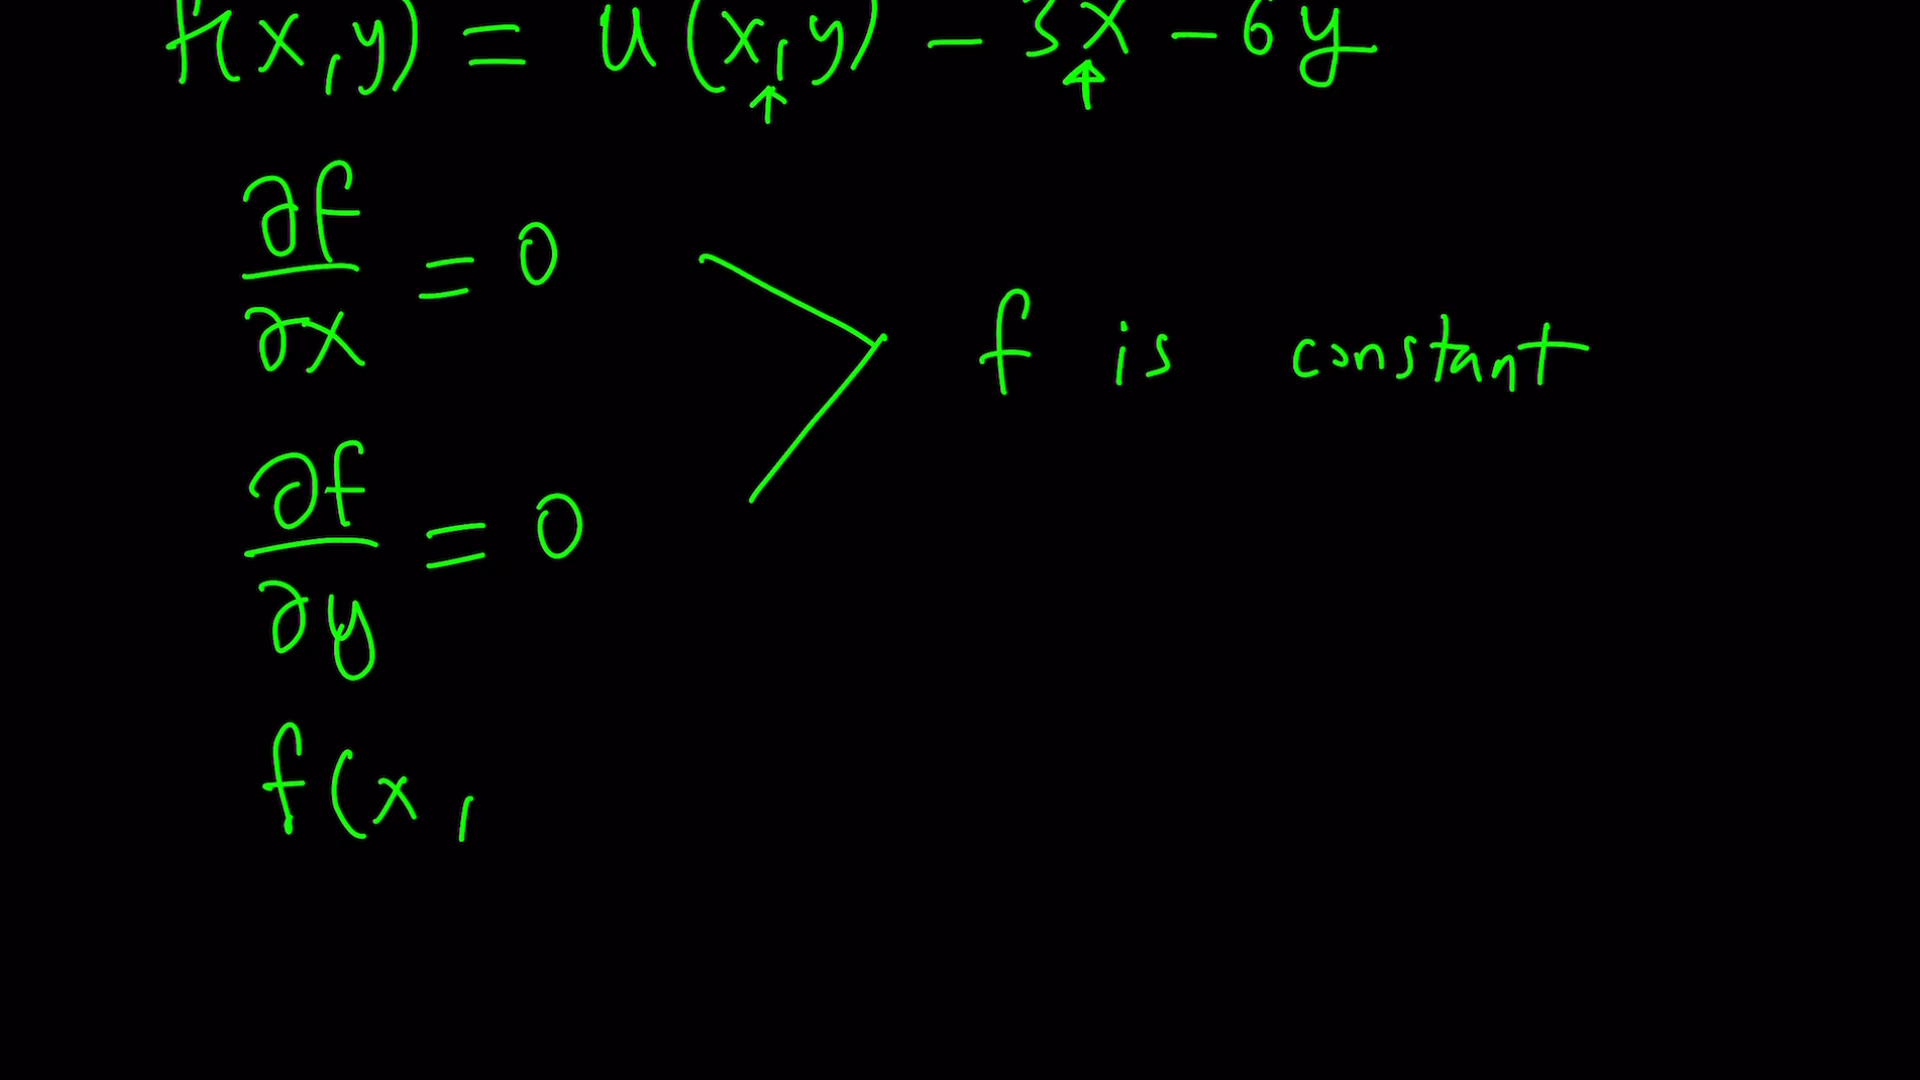 f(x,y) = u(x,y) - 3x - 6y
∂f/∂x = 0
f is constant
∂f/∂y = 0
f(x,